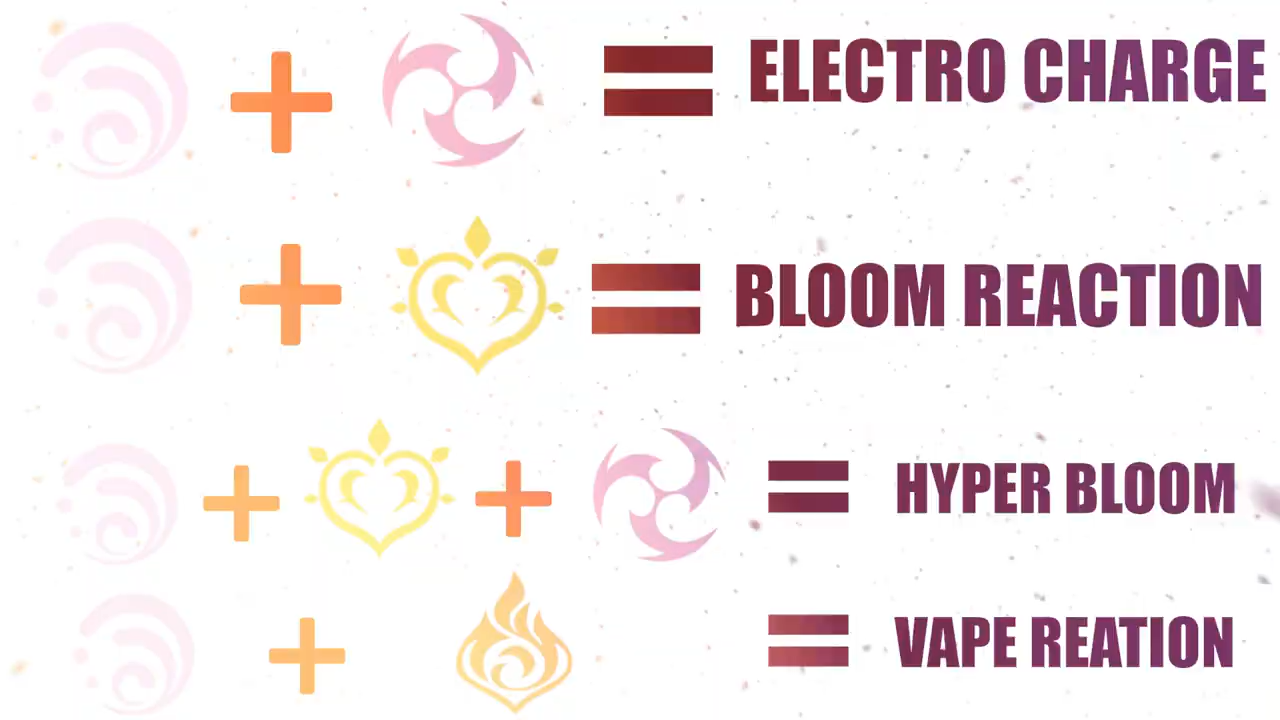 ELECTRO CHARGE
BLOOM REACTION
HYPER BLOOM
VAPE REATION